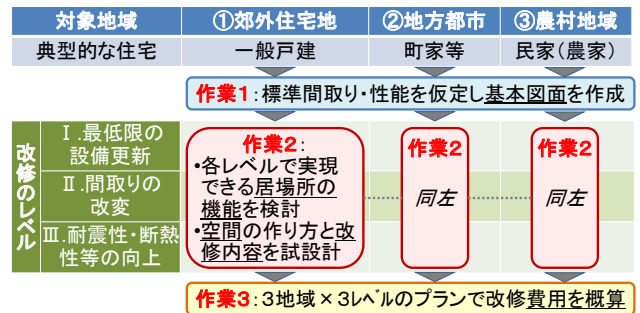 対象地域 ①郊外住宅地 ②地方都市 ③農村地域
典型的な住宅 一般戸建 町家等 民家（農家）
作業1：標準間取り・性能を仮定し基本図面を作成
改修のレベル
Ⅰ.最低限の
設備更新
Ⅱ.間取りの
改変
Ⅲ.耐震性・断熱
性等の向上
作業2：
•各レベルで実現
できる居場所の
機能を検討
•空間の作り方と改
修内容を試設計
作業2
同左
作業2
同左
作業3：3地域×3レベルのプランで改修費用を概算